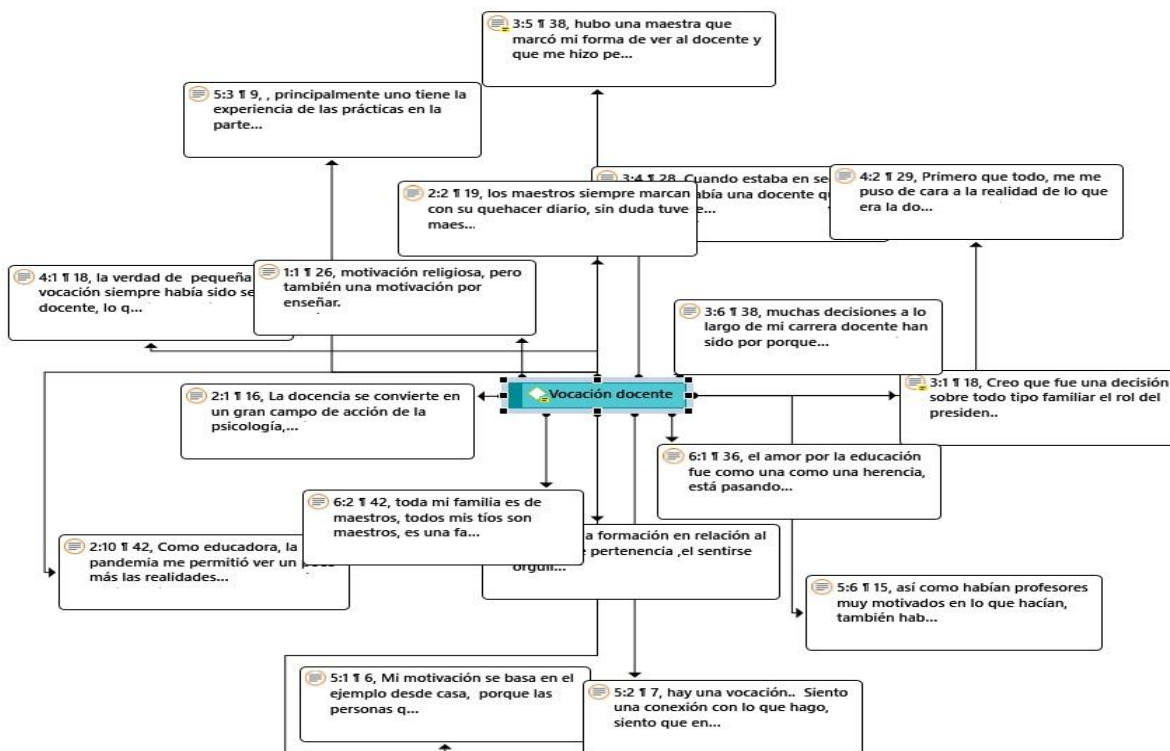 3:5 ¶ 38, hubo una maestra que
marcó mi forma de ver al docente y
que me hizo pe...
5:3 ¶ 9, , principalmente uno tiene la
experiencia de las prácticas en la
parte...
3:4 ¶ 28, Cuando estaba en se
había una docente qu
e...
4:2 ¶ 29, Primero que todo, me me
puso de cara a la realidad de lo que
era la do...
2:2 ¶ 19, los maestros siempre marcan
con su quehacer diario, sin duda tuve
maes...
4:1 ¶ 18, la verdad de pequeña
vocación siempre había sido se
docente, lo q...
1:1 ¶ 26, motivación religiosa, pero
también una motivación por
enseñar.
3:6 ¶ 38, muchas decisiones a lo
largo de mi carrera docente han
sido por porque...
3:1 ¶ 18, Creo que fue una decisión
sobre todo tipo familiar el rol del
presiden..
2:1 ¶ 16, La docencia se convierte en
un gran campo de acción de la
psicología,...
Vocación docente
6:1 ¶ 36, el amor por la educación
fue como una como una herencia,
está pasando...
6:2 ¶ 42, toda mi familia es de
maestros, todos mis tíos son
maestros, es una fa...
2:10 ¶ 42, Como educadora, la
pandemia me permitió ver un
más las realidades...
a formación en relación al
e pertenencia ,el sentirse
orgull...
5:6 ¶ 15, así como habían profesores
muy motivados en lo que hacían,
también hab...
5:1 ¶ 6, Mi motivación se basa en el
ejemplo desde casa, porque las
personas q...
5:2 ¶ 7, hay una vocación.. Siento
una conexión con lo que hago,
siento que en...